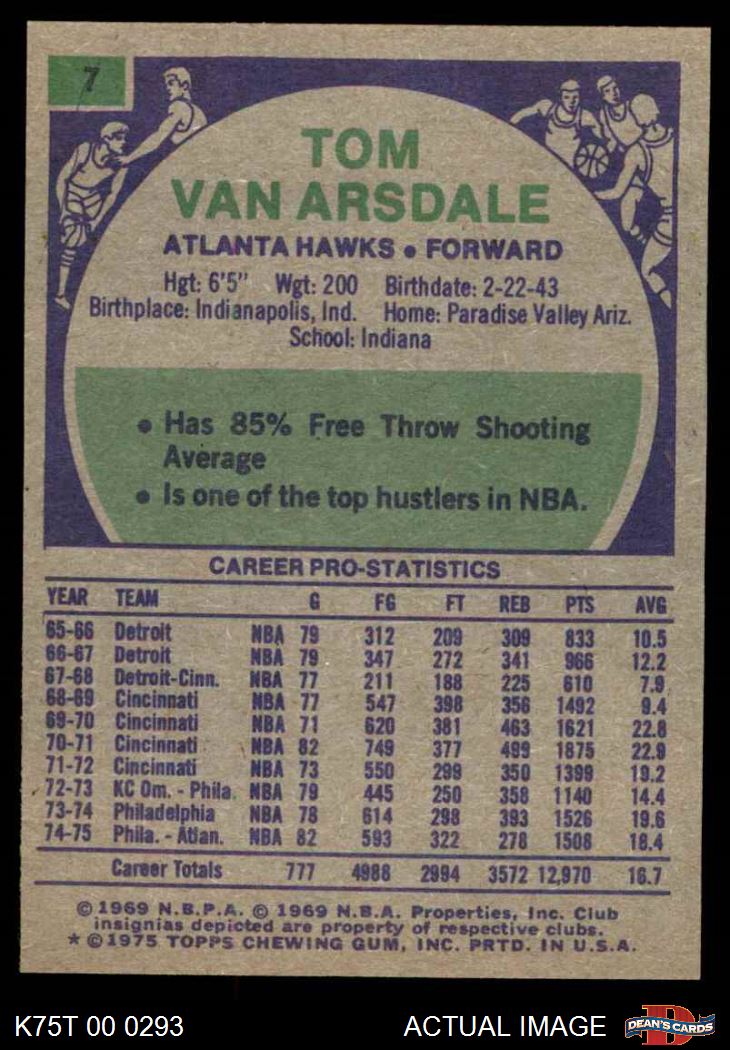 7
TOM
VAN ARSDALE
ATLANTA HAWKS • FORWARD
Hgt: 6'5" Wgt: 200 Birthdate: 2-22-43
Birthplace: Indianapolis, Ind. Home: Paradise Valley Ariz.
School: Indiana
• Has 85% Free Throw Shooting
Average
• Is one of the top hustlers in NBA.
CAREER PRO-STATISTICS
YEAR TEAM G FG FT REB PTS AVG
65-66 Detroit NBA 79 312 209 309 833 10.5
66-67 Detroit NBA 79 347 272 341 966 12.2
67-68 Detroit-Cinn. NBA 77 211 188 225 610 7.9
68-69 Cincinnati NBA 77 547 398 356 1492 9.4
69-70 Cincinnati NBA 71 620 381 463 1621 22.8
70-71 Cincinnati NBA 82 749 377 499 1875 22.9
71-72 Cincinnati NBA 73 550 299 350 1399 19.2
72-73 KC Om. - Phila. NBA 79 445 250 358 1140 14.4
73-74 Philadelphia NBA 78 614 298 393 1526 19.6
74-75 Phila. - Atlan. NBA 82 593 322 278 1508 18.4
Career Totals 777 4988 2994 3572 12,970 16.7
© 1969 N.B.P.A. © 1969 N.B.A. Properties, Inc. Club
insignias depicted are property of respective clubs.
* © 1975 TOPPS CHEWING GUM, INC. PRTD. IN U.S.A.
K75T 00 0293 ACTUAL IMAGE D DEAN'S CARDS